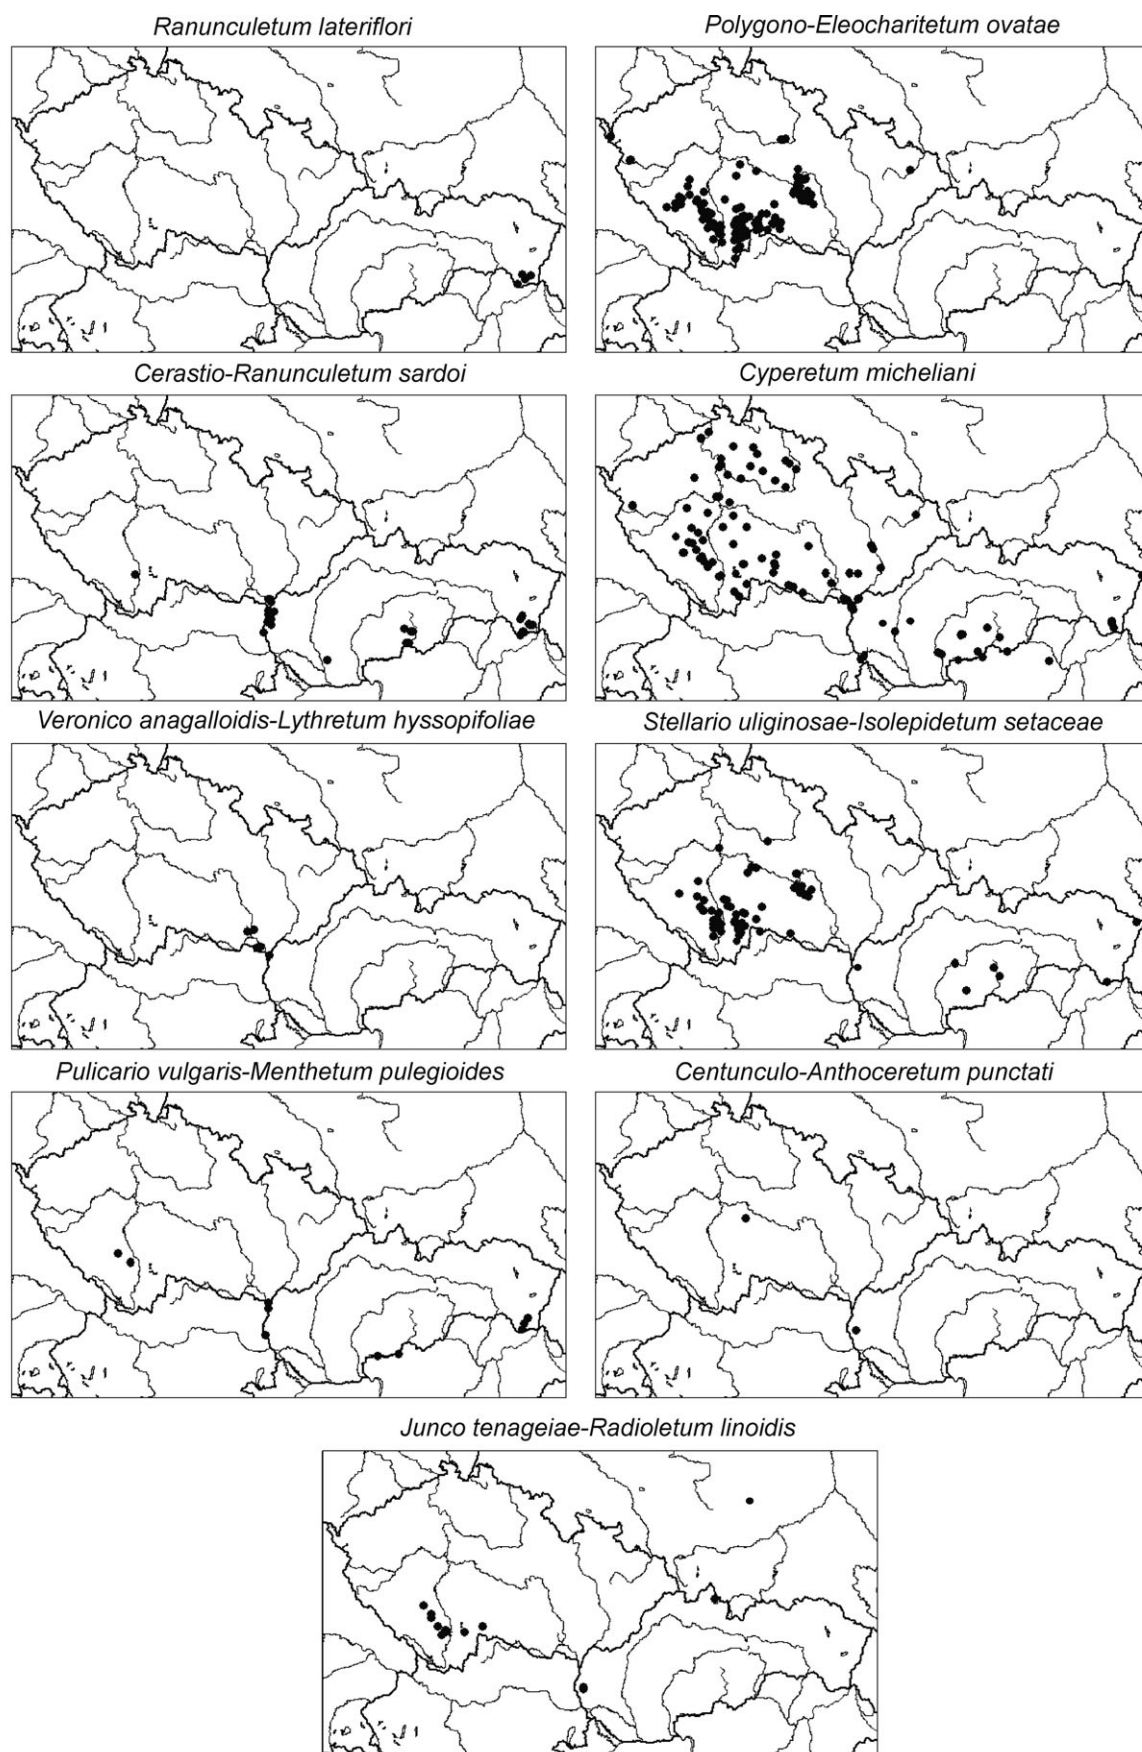 Ranunculetum lateriflori
Polygono-Eleocharitetum ovatae
Cerastio-Ranunculetum sardoi
Cyperetum micheliani
Veronico anagalloidis-Lythretum hyssopifoliae
Stellario uliginosae-Isolepidetum setaceae
Pulicario vulgaris-Menthetum pulegioides
Centunculo-Anthoceretum punctati
Junco tenageiae-Radioletum linoidis